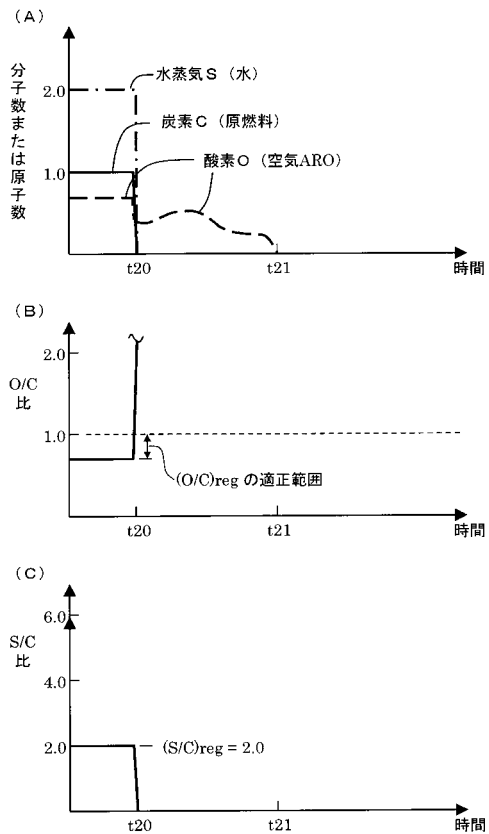 (A)
分子数または原子数
2.0
1.0
水蒸気S（水）
炭素C（原燃料）
酸素O（空気ARO）
t20
t21
時間
(B)
O/C
比
2.0
1.0
(O/C)reg の適正範囲
t20
t21
時間
(C)
S/C
比
6.0
4.0
2.0
(S/C)reg = 2.0
t20
t21
時間